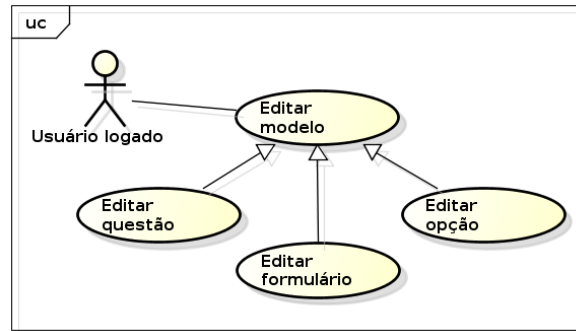 uc
Usuário logado
Editar
modelo
Editar
questão
Editar
formulário
Editar
opção